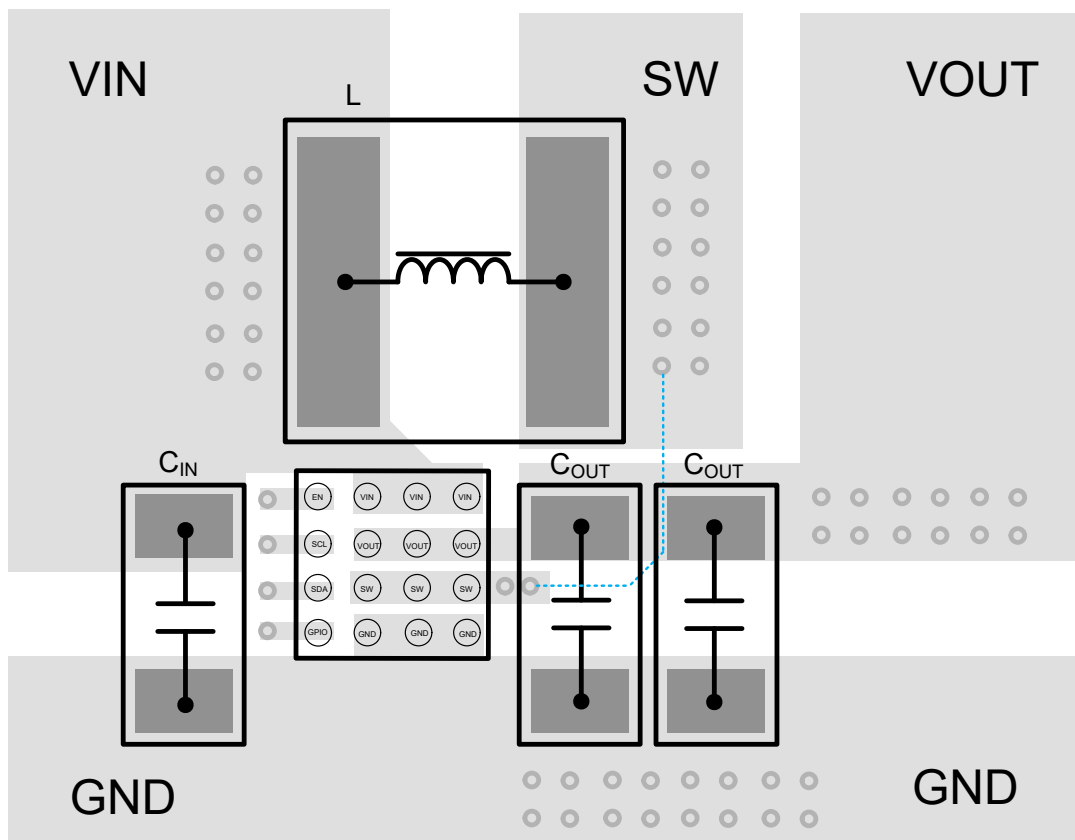 VIN
SW
VOUT
L
CIN
COUT
COUT
EN VIN VIN VIN
SCL VOUT VOUT VOUT
SDA SW SW SW
GPIO GND GND GND
GND
GND